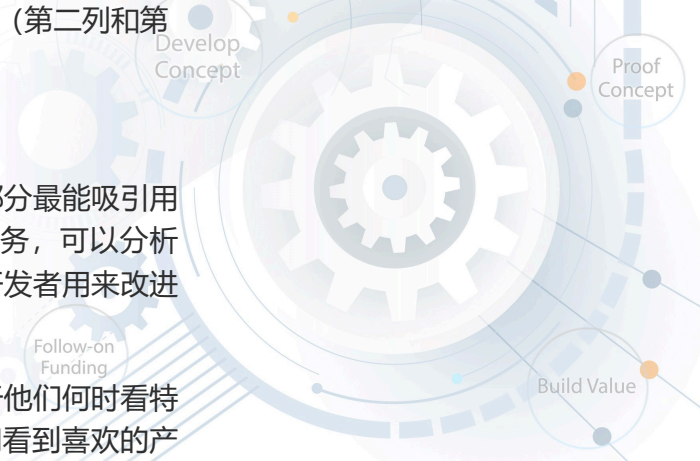 (第二列和第
Develop
Concept
Proof
Concept
部分最能吸引用
务，可以分析
开发者用来改进
Follow-on
Funding
他们何时看特
Build Value
看到喜欢的产